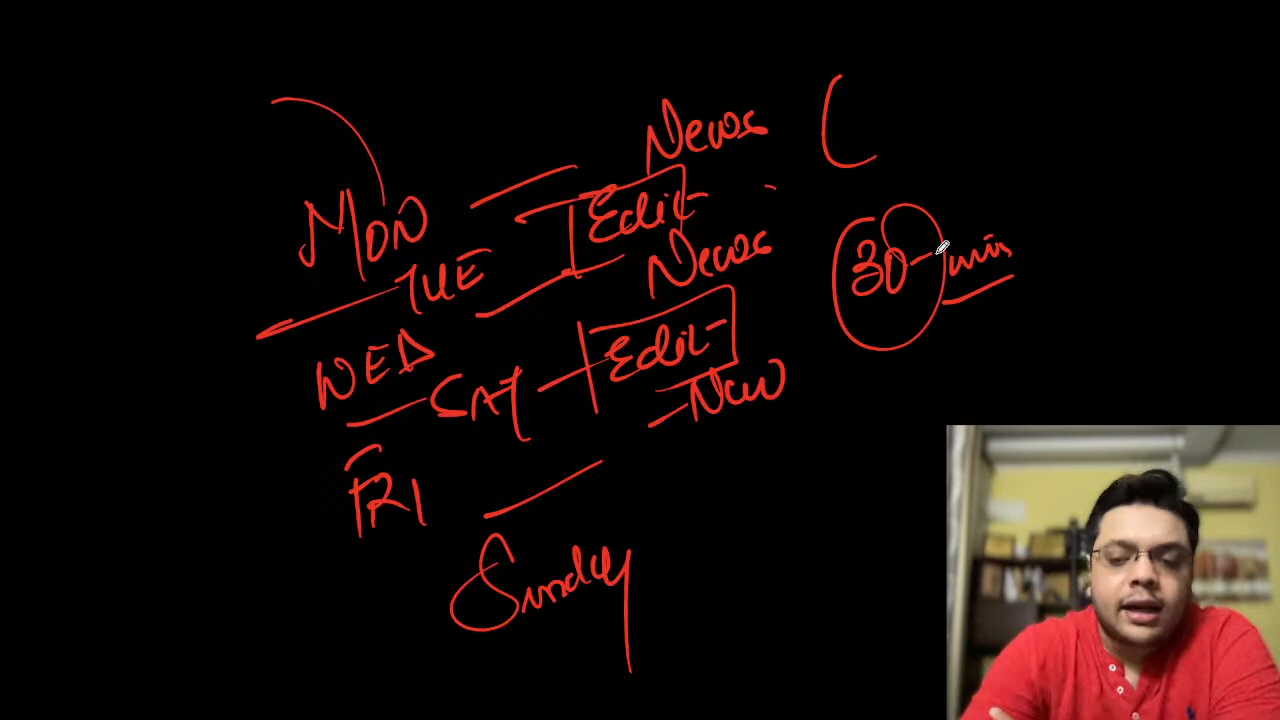 News
MON Edit
TUE News
30 - min
WED Edit
SAT New
FRI
Sunday